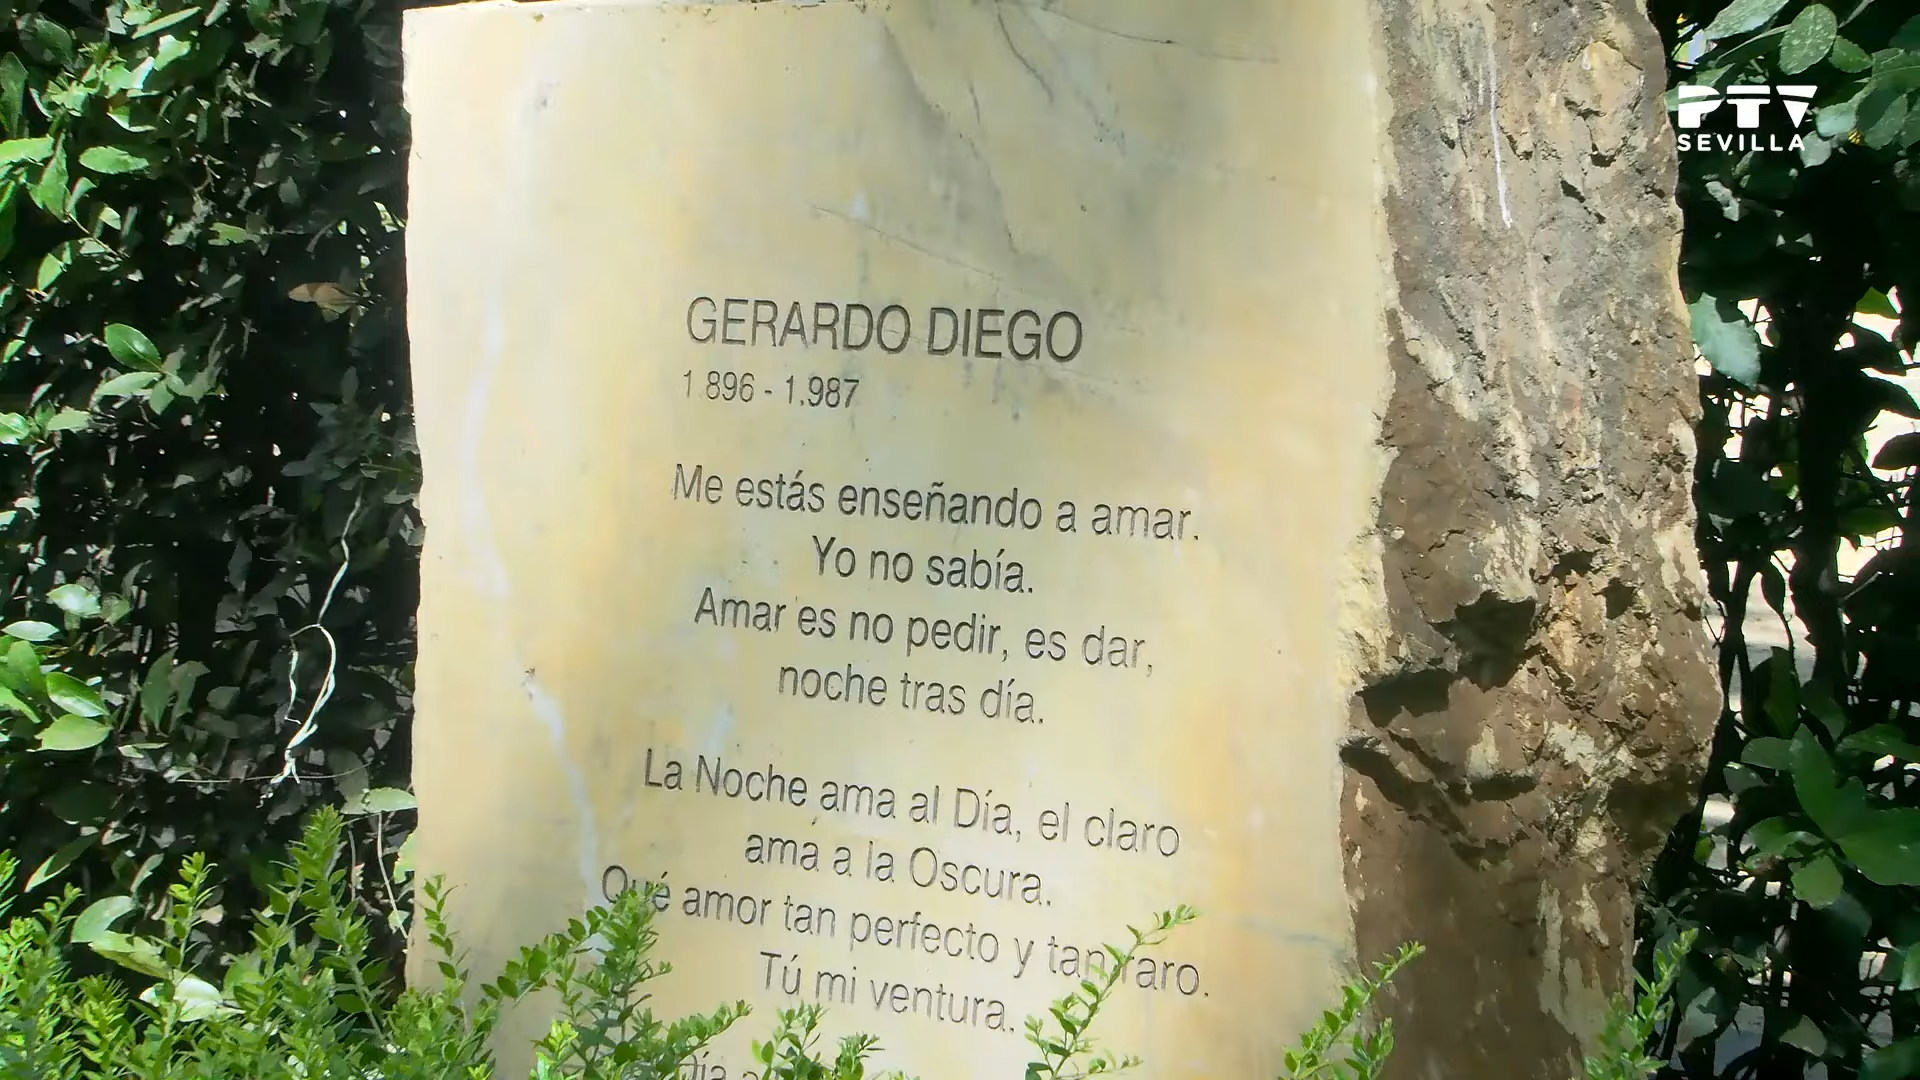 PTV
SEVILLA
GERARDO DIEGO
1.896 - 1.987
Me estás enseñando a amar.
Yo no sabía.
Amar es no pedir, es dar,
noche tras día.
La Noche ama al Día, el claro
ama a la Oscura.
Qué amor tan perfecto y tan raro.
Tú mi ventura.